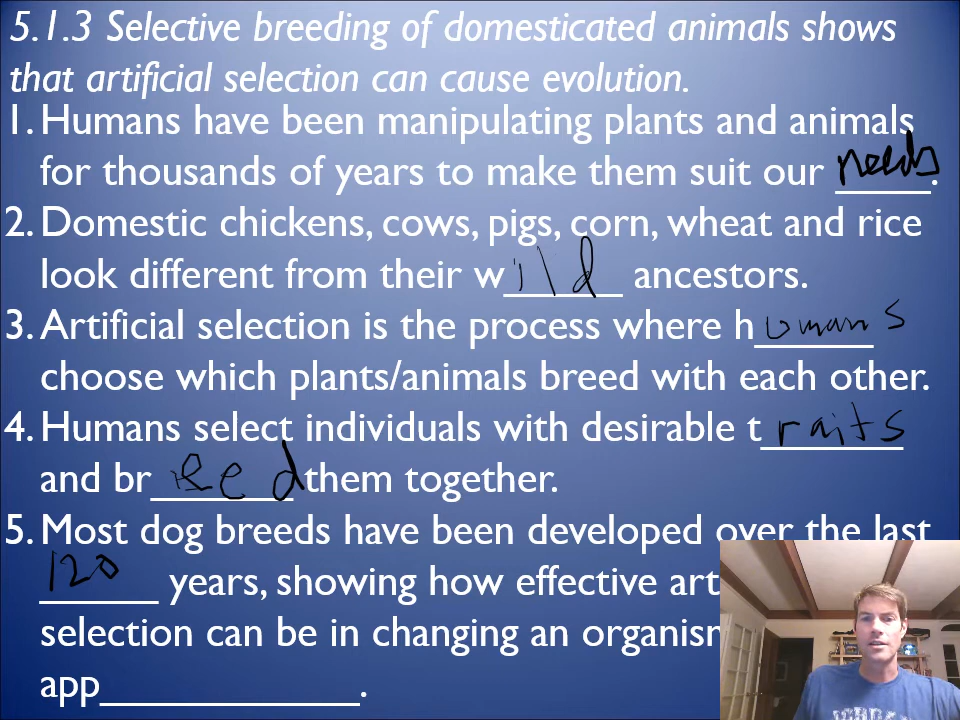 5.1.3 Selective breeding of domesticated animals shows
that artificial selection can cause evolution.
1. Humans have been manipulating plants and animals
for thousands of years to make them suit our needs.
2. Domestic chickens, cows, pigs, corn, wheat and rice
look different from their wild ancestors.
3. Artificial selection is the process where humans
choose which plants/animals breed with each other.
4. Humans select individuals with desirable traits
and breed them together.
5. Most dog breeds have been developed over the last
120 years, showing how effective art
selection can be in changing an organism
app____________.